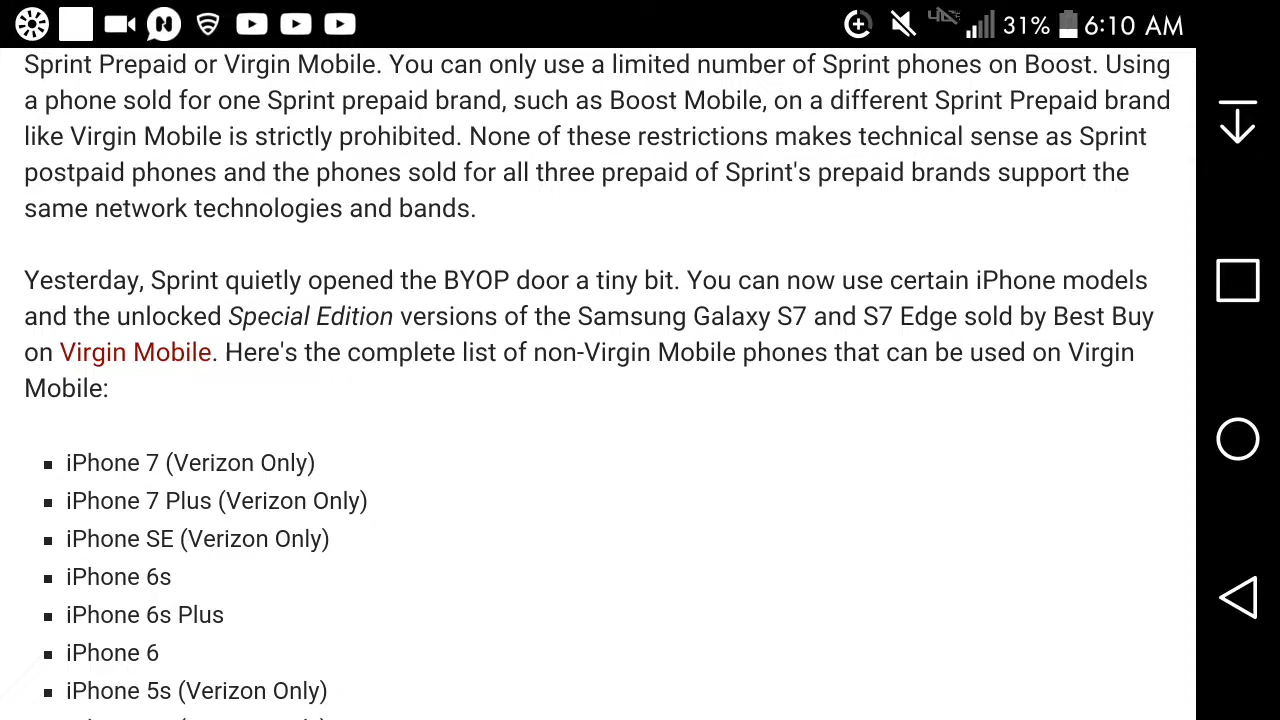 31% 6:10 AM
Sprint Prepaid or Virgin Mobile. You can only use a limited number of Sprint phones on Boost. Using
a phone sold for one Sprint prepaid brand, such as Boost Mobile, on a different Sprint Prepaid brand
like Virgin Mobile is strictly prohibited. None of these restrictions makes technical sense as Sprint
postpaid phones and the phones sold for all three prepaid of Sprint's prepaid brands support the
same network technologies and bands.
Yesterday, Sprint quietly opened the BYOP door a tiny bit. You can now use certain iPhone models
and the unlocked Special Edition versions of the Samsung Galaxy S7 and S7 Edge sold by Best Buy
on Virgin Mobile. Here's the complete list of non-Virgin Mobile phones that can be used on Virgin
Mobile:
▪ iPhone 7 (Verizon Only)
▪ iPhone 7 Plus (Verizon Only)
▪ iPhone SE (Verizon Only)
▪ iPhone 6s
▪ iPhone 6s Plus
▪ iPhone 6
▪ iPhone 5s (Verizon Only)